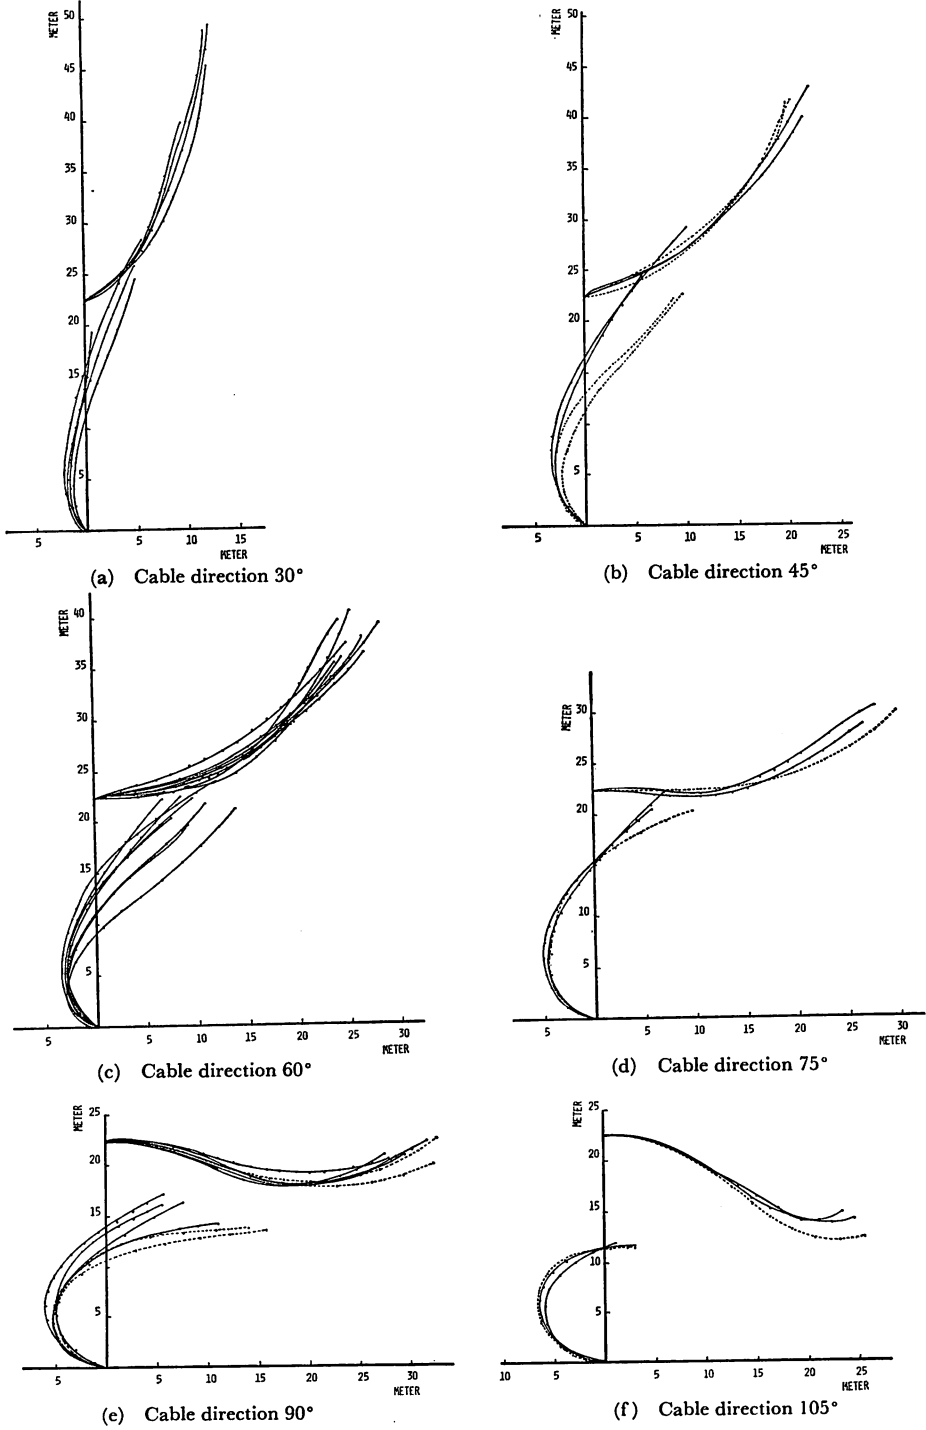 METER
50
45
40
35
30
25
20
15
5
5 5 10 15
METER
(a) Cable direction 30°
METER
50
45
40
35
30
25
20
5
5 5 10 15 20 25
METER
(b) Cable direction 45°
METER
40
35
30
25
20
15
5
5 5 10 15 20 25 30
METER
(c) Cable direction 60°
METER
30
25
20
10
5
5 5 10 15 20 25 30
METER
(d) Cable direction 75°
METER
25
20
15
5
5 5 10 15 20 25 30
METER
(e) Cable direction 90°
METER
25
20
15
10
5
10 5 5 10 15 20 25
METER
(f) Cable direction 105°